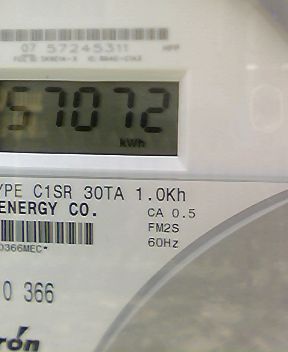 07 57245311
57072
kWh
YPE C1SR 30TA 1.0Kh
ENERGY CO.
CA 0.5
FM2S
60Hz
0366MEC*
0 366
rón